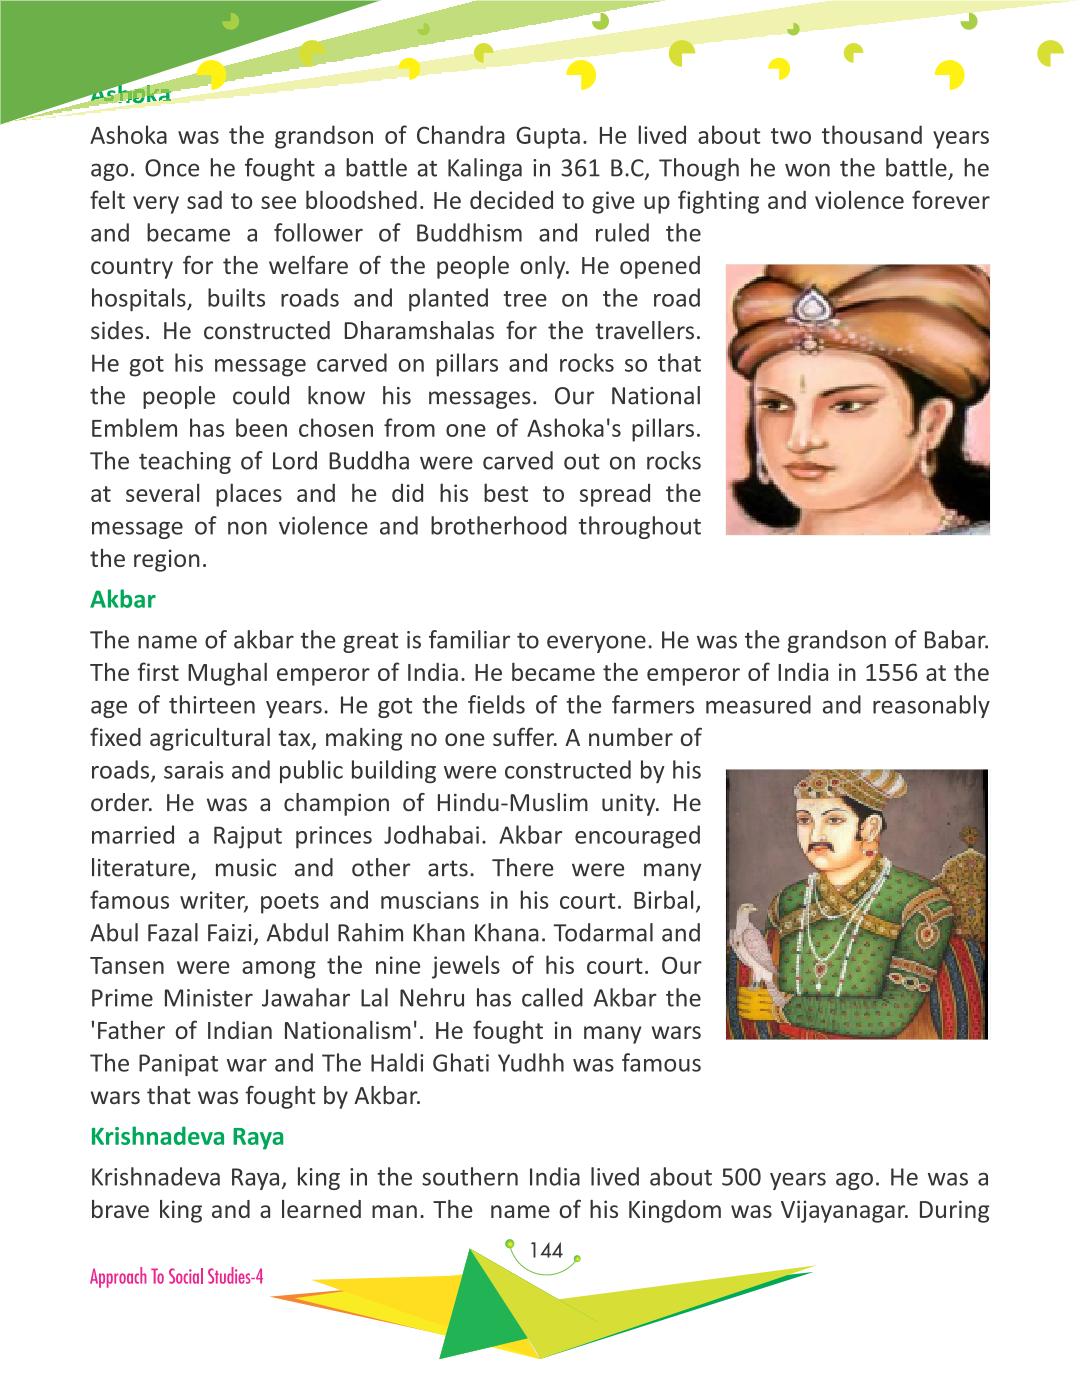 Ashoka
Ashoka was the grandson of Chandra Gupta. He lived about two thousand years
ago. Once he fought a battle at Kalinga in 361 B.C, Though he won the battle, he
felt very sad to see bloodshed. He decided to give up fighting and violence forever
and became a follower of Buddhism and ruled the
country for the welfare of the people only. He opened
hospitals, builts roads and planted tree on the road
sides. He constructed Dharamshalas for the travellers.
He got his message carved on pillars and rocks so that
the people could know his messages. Our National
Emblem has been chosen from one of Ashoka's pillars.
The teaching of Lord Buddha were carved out on rocks
at several places and he did his best to spread the
message of non violence and brotherhood throughout
the region.
Akbar
The name of akbar the great is familiar to everyone. He was the grandson of Babar.
The first Mughal emperor of India. He became the emperor of India in 1556 at the
age of thirteen years. He got the fields of the farmers measured and reasonably
fixed agricultural tax, making no one suffer. A number of
roads, sarais and public building were constructed by his
order. He was a champion of Hindu-Muslim unity. He
married a Rajput princes Jodhabai. Akbar encouraged
literature, music and other arts. There were many
famous writer, poets and muscians in his court. Birbal,
Abul Fazal Faizi, Abdul Rahim Khan Khana. Todarmal and
Tansen were among the nine jewels of his court. Our
Prime Minister Jawahar Lal Nehru has called Akbar the
'Father of Indian Nationalism'. He fought in many wars
The Panipat war and The Haldi Ghati Yudhh was famous
wars that was fought by Akbar.
Krishnadeva Raya
Krishnadeva Raya, king in the southern India lived about 500 years ago. He was a
brave king and a learned man. The name of his Kingdom was Vijayanagar. During
144
Approach To Social Studies-4